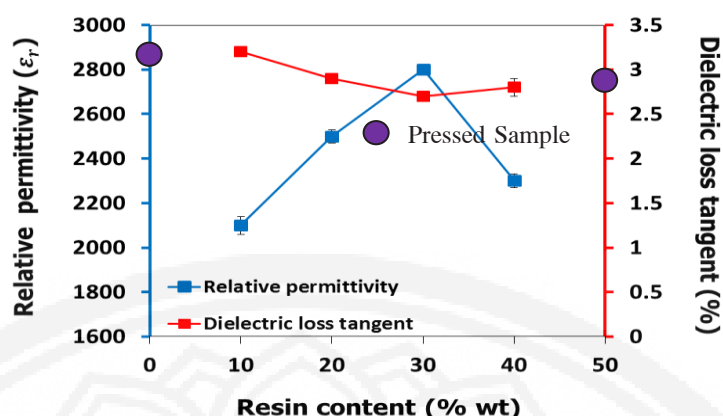 3000
2800
2600
2400
2200
2000
1800
1600
Relative permittivity (εᵣ)
3.5
3
2.5
2
1.5
1
0.5
0
Dielectric loss tangent (%)
Pressed Sample
Relative permittivity
Dielectric loss tangent
0 10 20 30 40 50
Resin content (% wt)